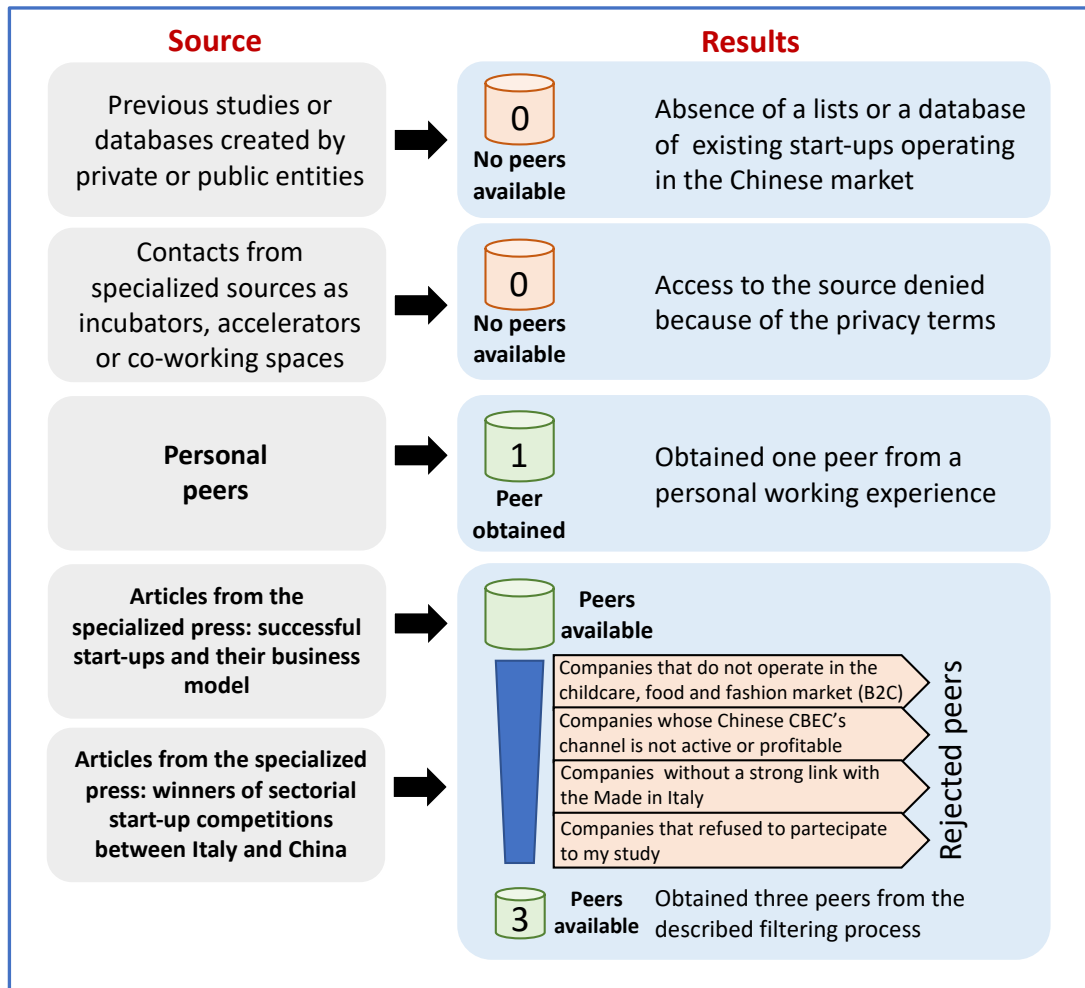 Source
Results
Previous studies or
databases created by
private or public entities
0
No peers
available
Absence of a lists or a database
of existing start-ups operating
in the Chinese market
Contacts from
specialized sources as
incubators, accelerators
or co-working spaces
0
No peers
available
Access to the source denied
because of the privacy terms
Personal
peers
1
Peer
obtained
Obtained one peer from a
personal working experience
Articles from the
specialized press: successful
start-ups and their business
model
Peers
available
Companies that do not operate in the
childcare, food and fashion market (B2C)
Companies whose Chinese CBEC's
channel is not active or profitable
Companies without a strong link with
the Made in Italy
Companies that refused to partecipate
to my study
Rejected peers
Articles from the specialized
press: winners of sectorial
start-up competitions
between Italy and China
3
Peers
available
Obtained three peers from the
described filtering process